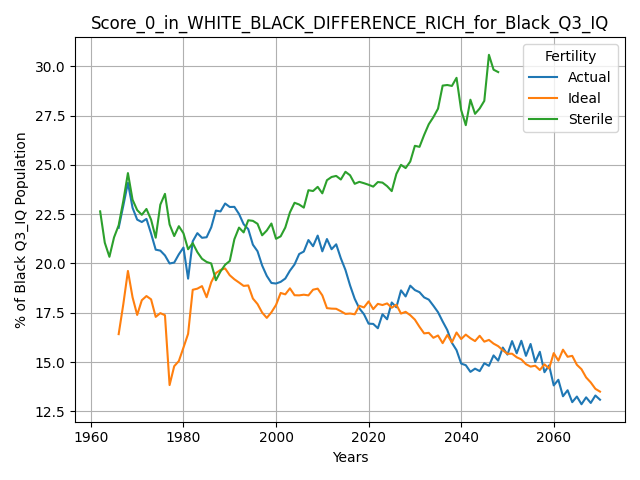 Score_0_in_WHITE_BLACK_DIFFERENCE_RICH_for_Black_Q3_IQ
% of Black Q3_IQ Population
30.0
27.5
25.0
22.5
20.0
17.5
15.0
12.5
Fertility
Actual
Ideal
Sterile
1960 1980 2000 2020 2040 2060
Years